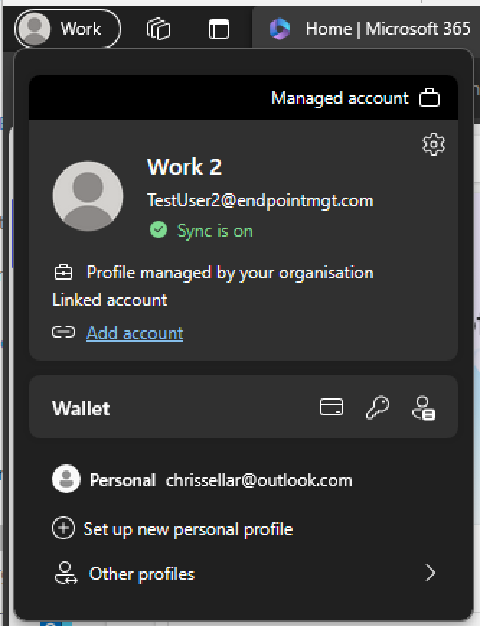 Work
Home | Microsoft 365
Managed account
Work 2
TestUser2@endpointmgt.com
Sync is on
Profile managed by your organisation
Linked account
Add account
Wallet
Personal chrissellar@outlook.com
Set up new personal profile
Other profiles